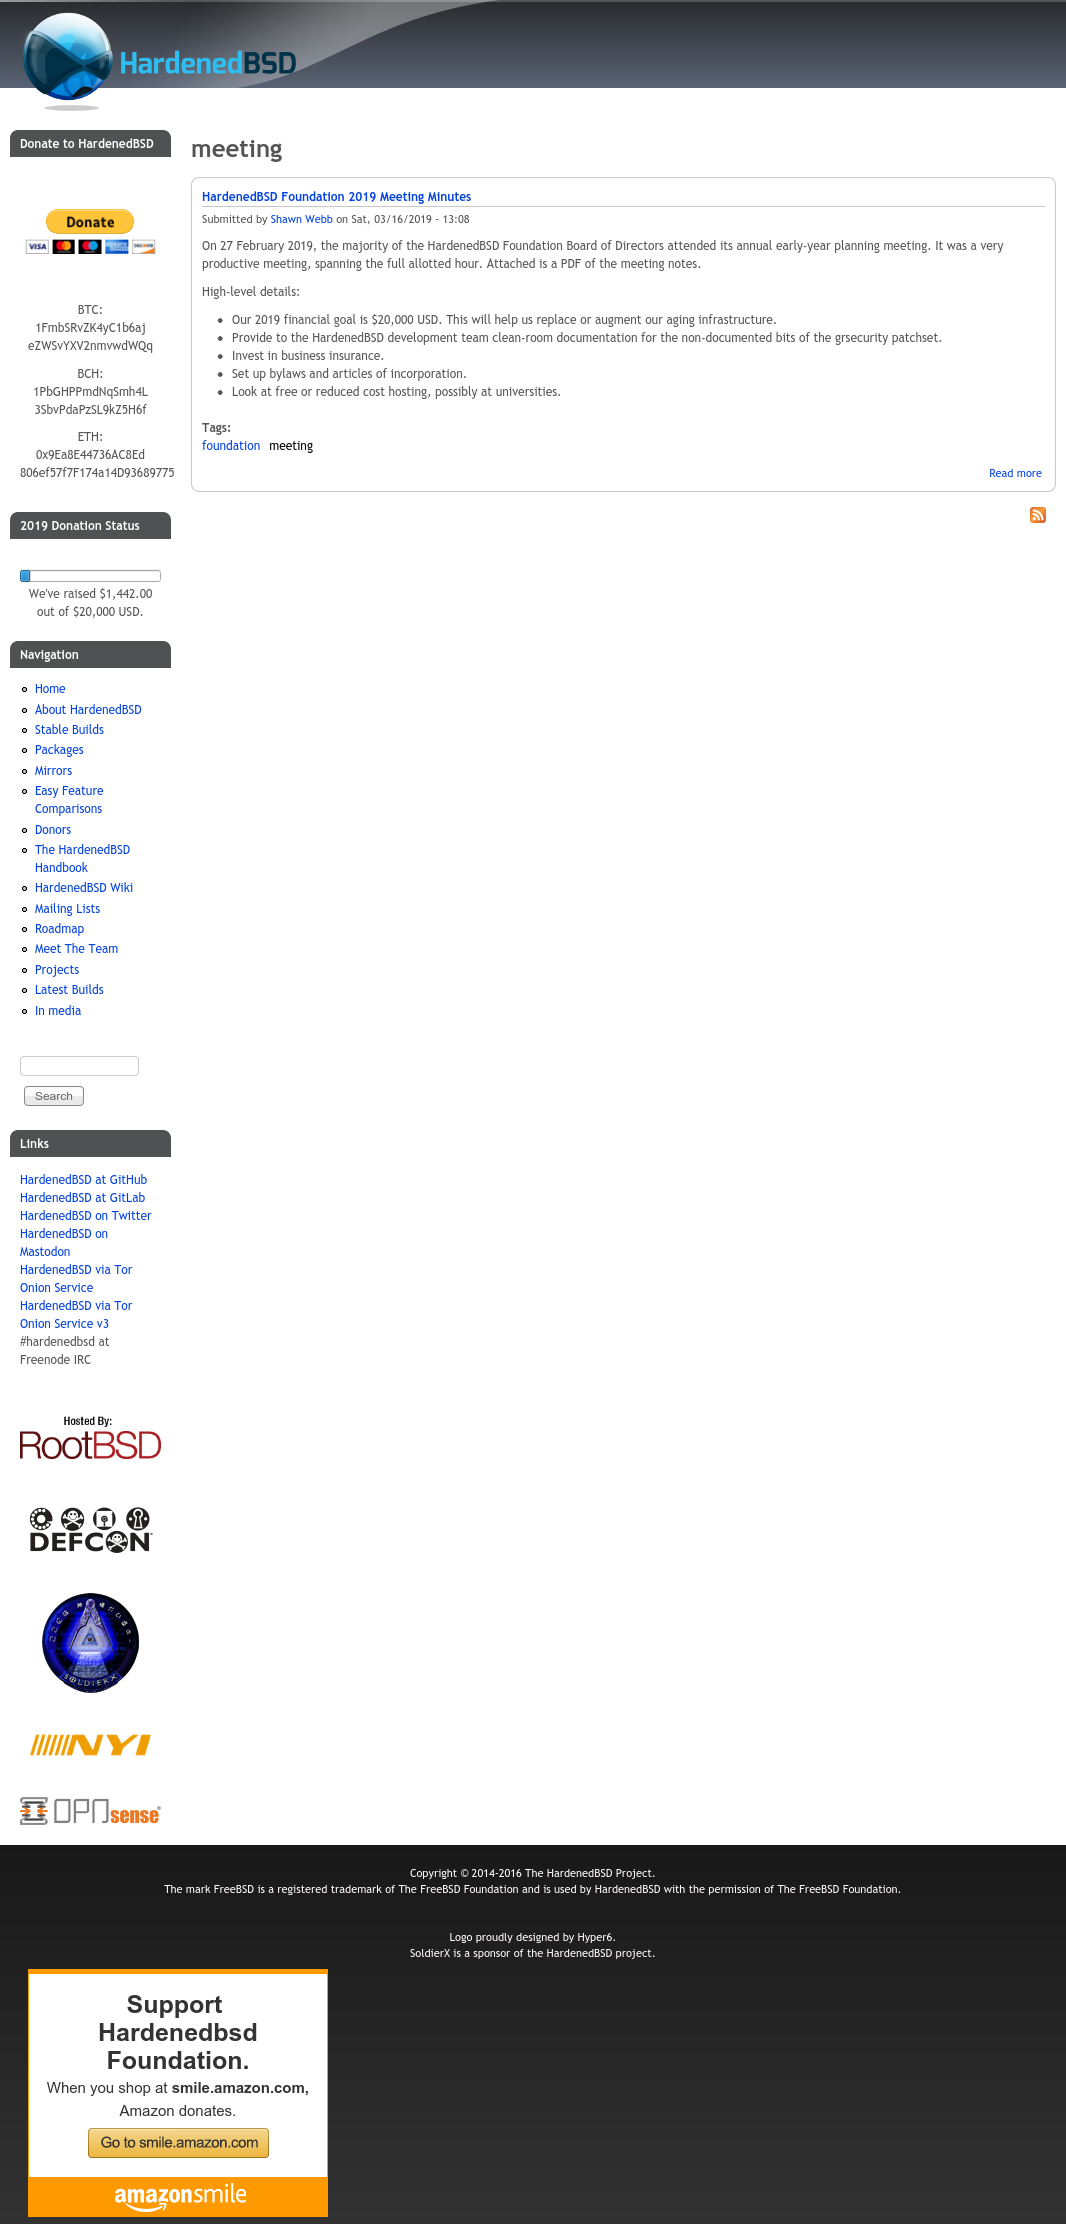 HardenedBSD
Donate to HardenedBSD
Donate
VISA
DISCOVER
BTC:
1FmbSRvZK4yC1b6aj
eZWSvYXV2nmvwdWQq
BCH:
1PbGHPPmdNqSmh4L
3SbvPdaPzSL9kZ5H6f
ETH:
0x9Ea8E44736AC8Ed
806ef57f7F174a14D93689775
2019 Donation Status
We've raised $1,442.00
out of $20,000 USD.
Navigation
Home
About HardenedBSD
Stable Builds
Packages
Mirrors
Easy Feature
Comparisons
Donors
The HardenedBSD
Handbook
HardenedBSD Wiki
Mailing Lists
Roadmap
Meet The Team
Projects
Latest Builds
In media
Search
Links
HardenedBSD at GitHub
HardenedBSD at GitLab
HardenedBSD on Twitter
HardenedBSD on
Mastodon
HardenedBSD via Tor
Onion Service
HardenedBSD via Tor
Onion Service v3
#hardenedbsd at
Freenode IRC
Hosted By:
RootBSD
DEFCON
SOLDIERX
NYI
OPNsense
meeting
HardenedBSD Foundation 2019 Meeting Minutes
Submitted by Shawn Webb on Sat, 03/16/2019 - 13:08
On 27 February 2019, the majority of the HardenedBSD Foundation Board of Directors attended its annual early-year planning meeting. It was a very
productive meeting, spanning the full allotted hour. Attached is a PDF of the meeting notes.
High-level details:
Our 2019 financial goal is $20,000 USD. This will help us replace or augment our aging infrastructure.
Provide to the HardenedBSD development team clean-room documentation for the non-documented bits of the grsecurity patchset.
Invest in business insurance.
Set up bylaws and articles of incorporation.
Look at free or reduced cost hosting, possibly at universities.
Tags:
foundation meeting
Read more
Copyright © 2014-2016 The HardenedBSD Project.
The mark FreeBSD is a registered trademark of The FreeBSD Foundation and is used by HardenedBSD with the permission of The FreeBSD Foundation.
Logo proudly designed by Hyper6.
SoldierX is a sponsor of the HardenedBSD project.
Support
Hardenedbsd
Foundation.
When you shop at smile.amazon.com,
Amazon donates.
Go to smile.amazon.com
amazonsmile